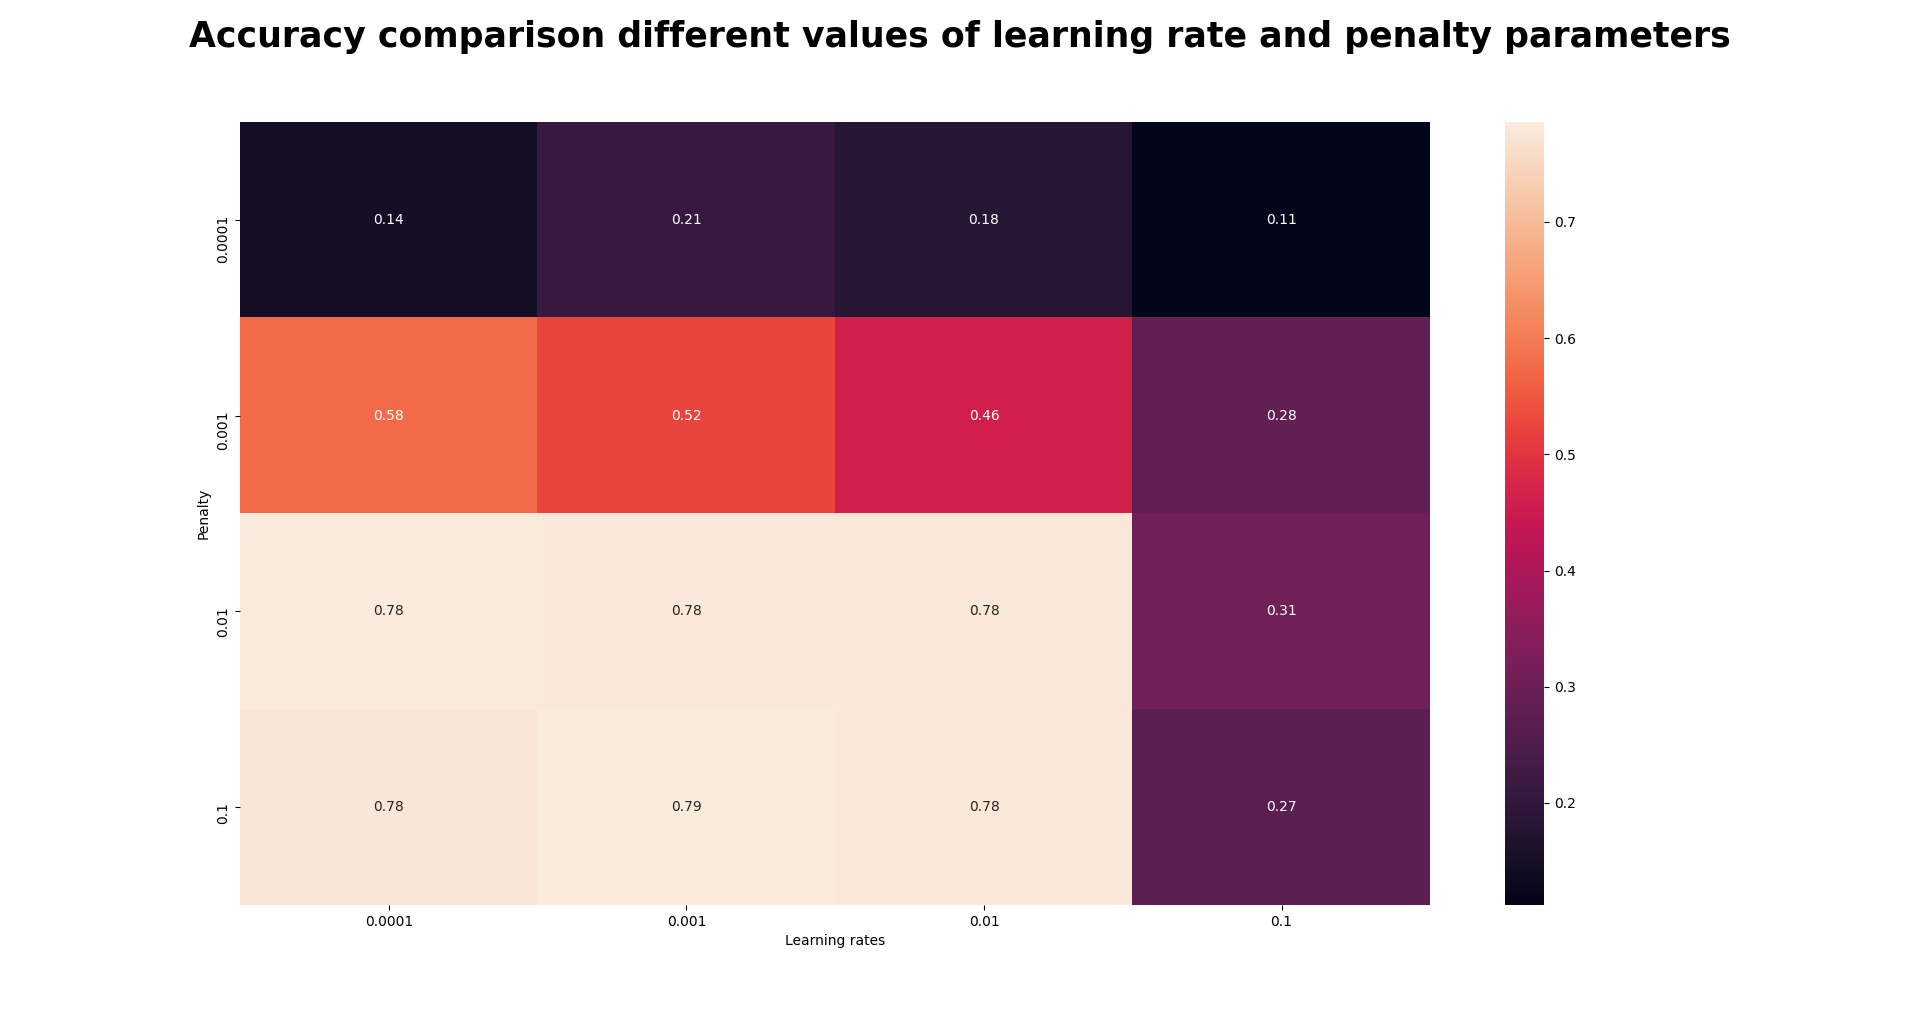 Accuracy comparison different values of learning rate and penalty parameters
0.14 0.21 0.18 0.11
0.58 0.52 0.46 0.28
0.78 0.78 0.78 0.31
0.78 0.79 0.78 0.27
0.0001
0.001
0.01
0.1
Penalty
0.0001 0.001 0.01 0.1
Learning rates
0.7
0.6
0.5
0.4
0.3
0.2